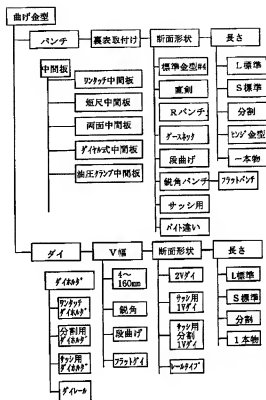 曲げ金型
パンチ
裏表取付け
断面形状
長さ
中間板
ワンタッチ中間板
短尺中間板
両面中間板
ダイヤル式中間板
油圧クランプ中間板
標準金型#4
直剣
Rパンチ
グースネック
段曲げ
鋭角パンチ
フラットパンチ
サッシ用
バイト違い
L標準
S標準
分割
ヒンジ金型
一本物
ダイ
V幅
断面形状
長さ
ダイホルダ
ワンタッチ
ダイホルダ
分割用
ダイホルダ
サッシ用
ダイホルダ
ダイレール
4～
160mm
鋭角
段曲げ
フラットダイ
2Vダイ
サッシ用
1Vダイ
サッシ用
分割
1Vダイ
レールタイプ
L標準
S標準
分割
1本物